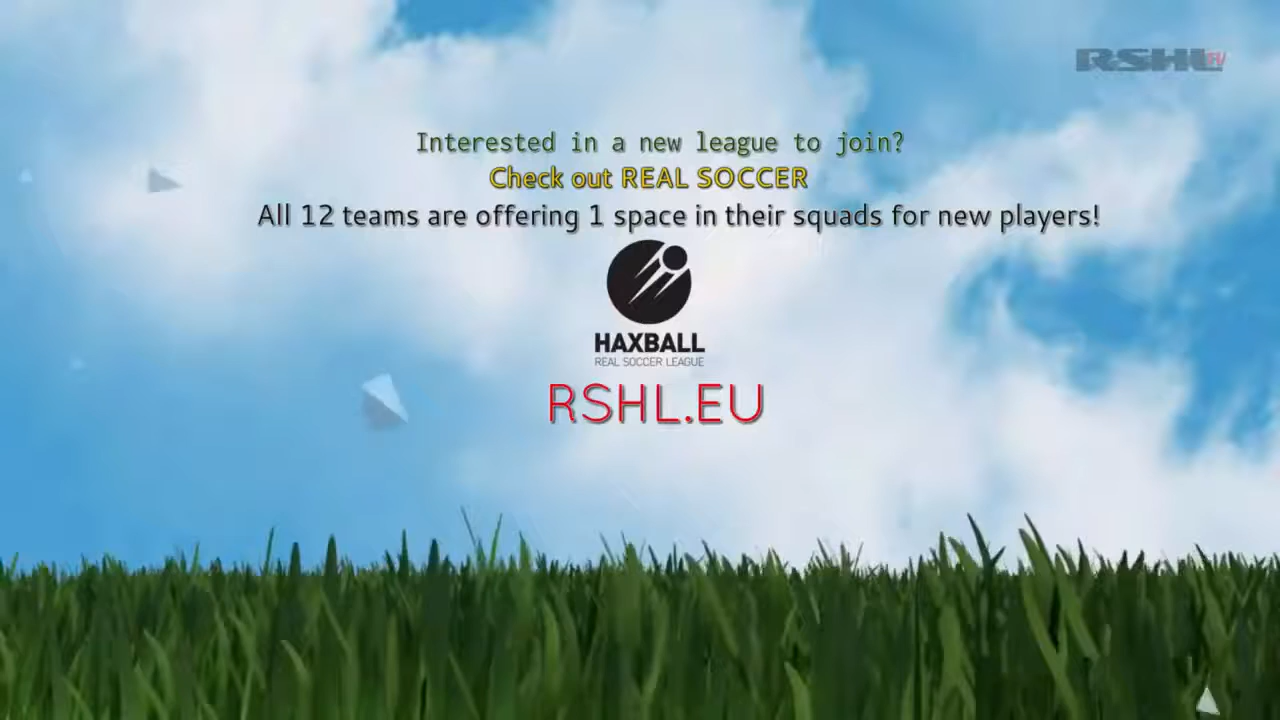 RSHL TV
Interested in a new league to join?
Check out REAL SOCCER
All 12 teams are offering 1 space in their squads for new players!
HAXBALL
REAL SOCCER LEAGUE
RSHL.EU